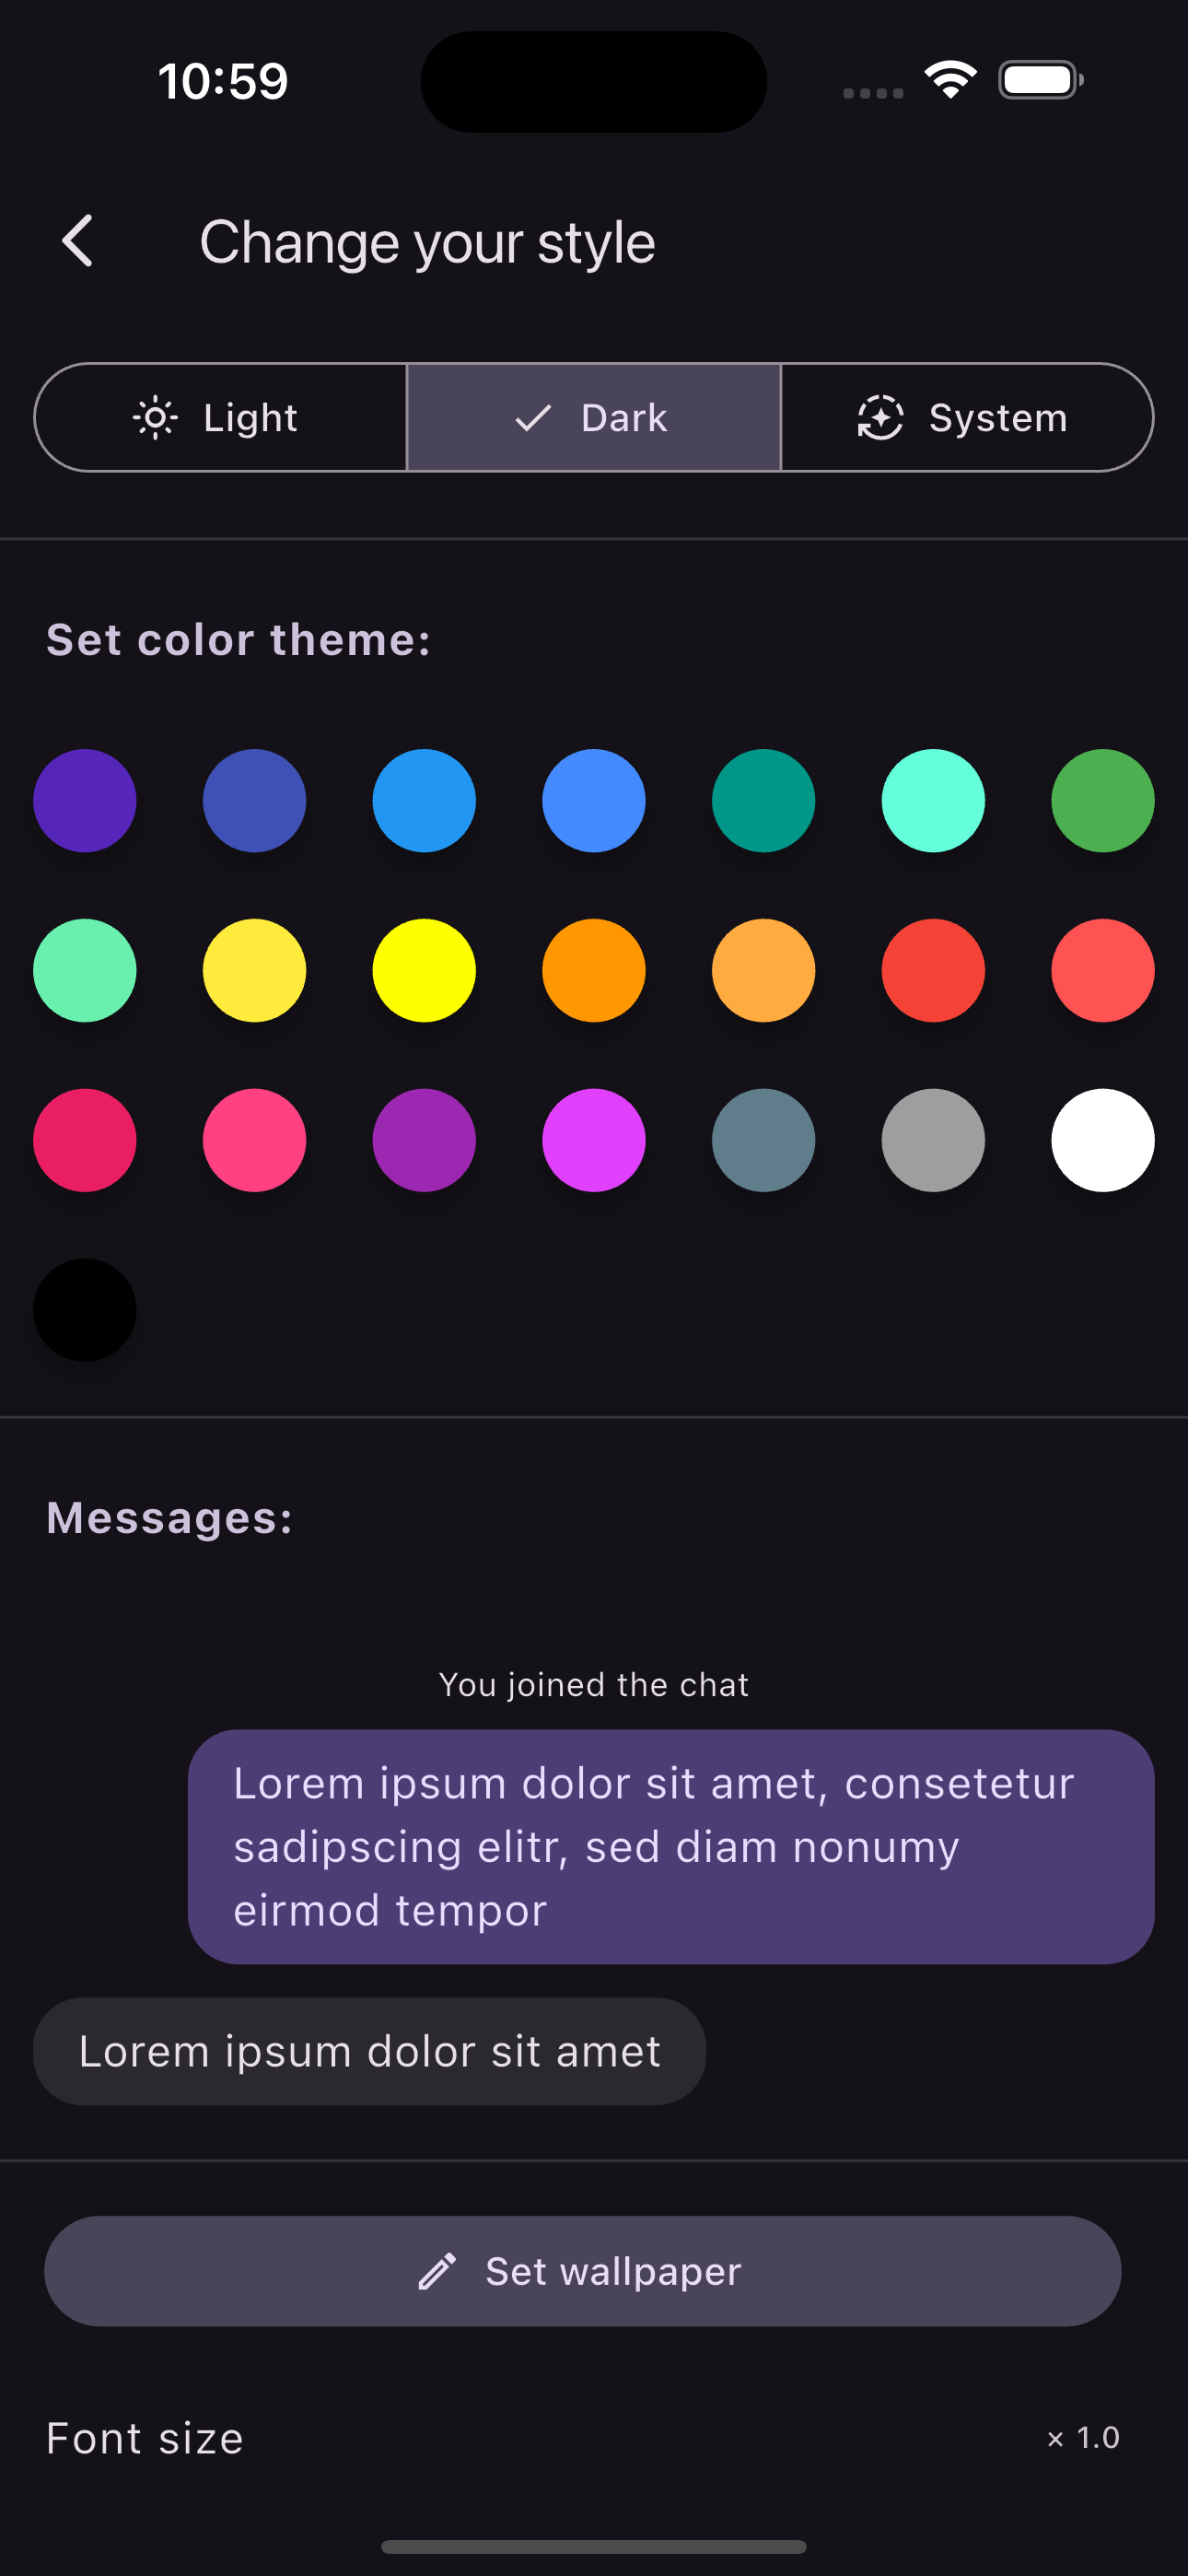 10:59
Change your style
Light
Dark
System
Set color theme:
Messages:
You joined the chat
Lorem ipsum dolor sit amet, consetetur
sadipscing elitr, sed diam nonumy
eirmod tempor
Lorem ipsum dolor sit amet
Set wallpaper
Font size
× 1.0